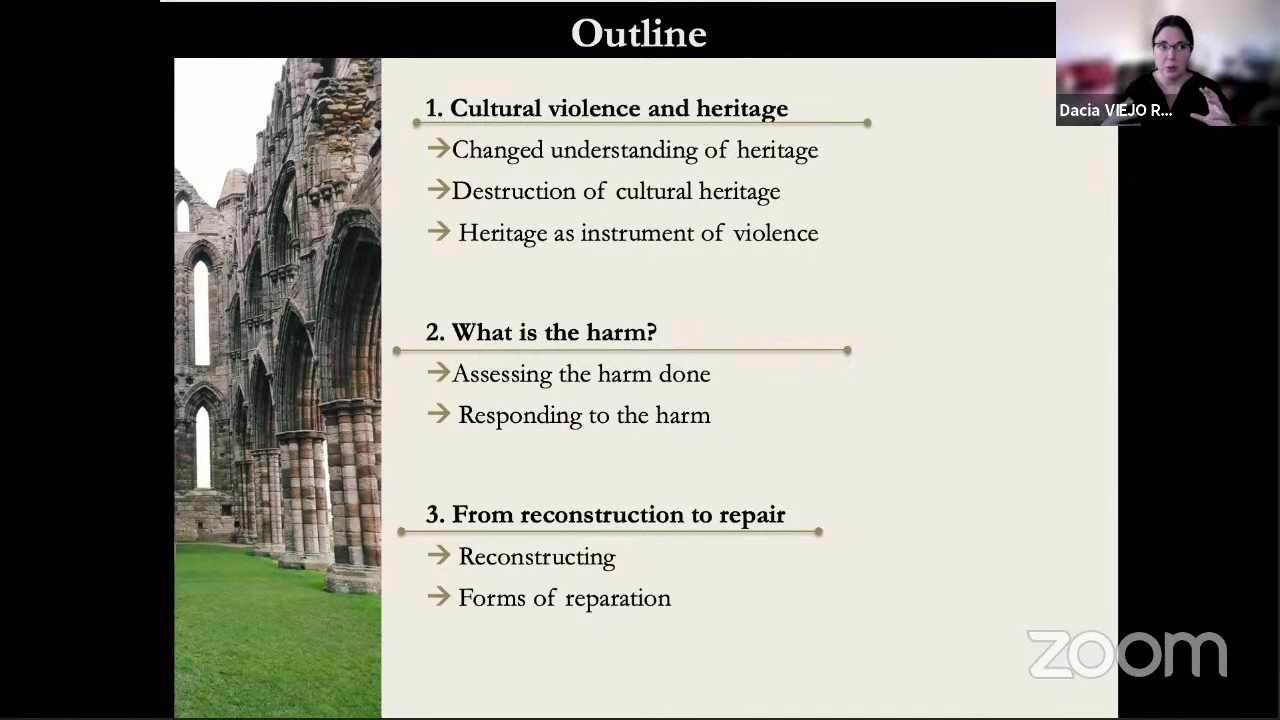 Outline
1. Cultural violence and heritage
Changed understanding of heritage
Destruction of cultural heritage
Heritage as instrument of violence
2. What is the harm?
Assessing the harm done
Responding to the harm
3. From reconstruction to repair
Reconstructing
Forms of reparation
Dacia VIEJO R...
zoom